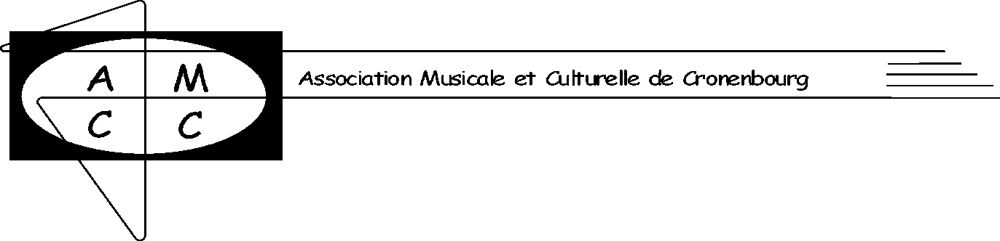 A M
Association Musicale et Culturelle de Cronenbourg
C C